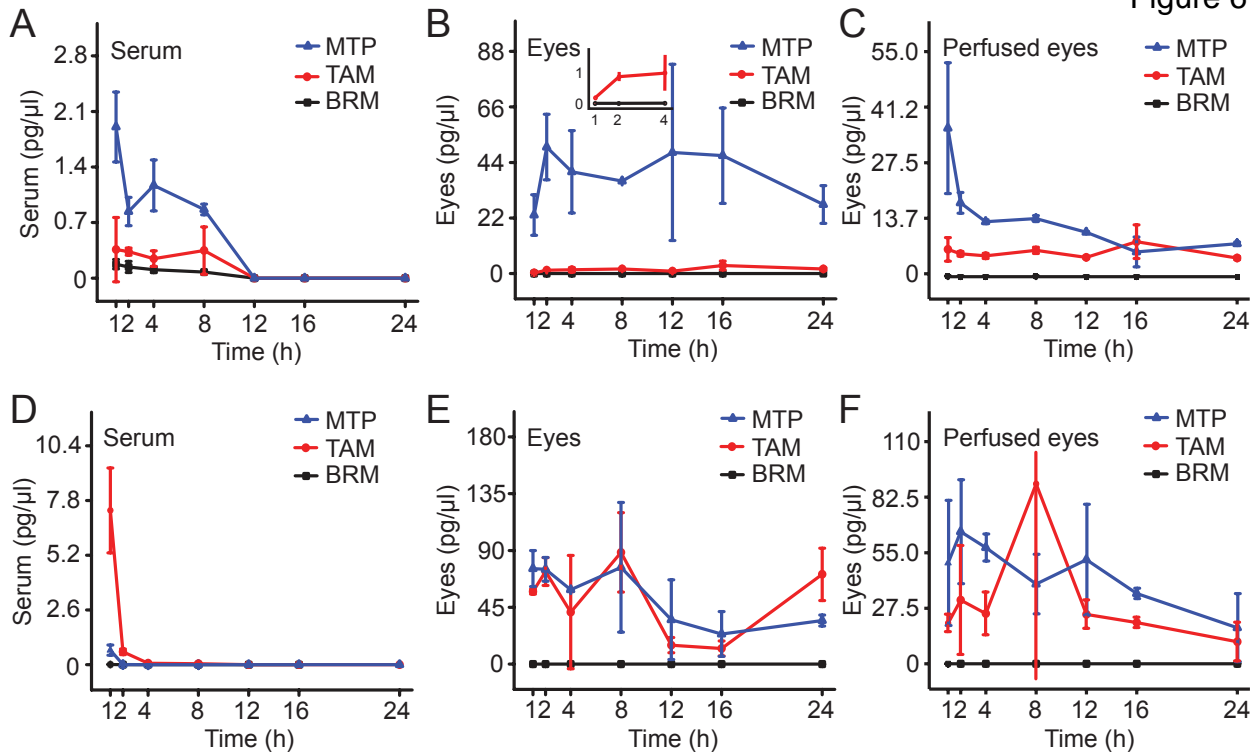 Figure 6
A
Serum
MTP
TAM
BRM
2.8
2.1
1.4
0.7
0
Serum (pg/µl)
12 4 8 12 16 24
Time (h)
B
Eyes
MTP
TAM
BRM
88
66
44
22
0
Eyes (pg/µl)
1
0
1 2 4
12 4 8 12 16 24
Time (h)
C
Perfused eyes
MTP
TAM
BRM
55.0
41.2
27.5
13.7
0
Eyes (pg/µl)
12 4 8 12 16 24
Time (h)
D
Serum
MTP
TAM
BRM
10.4
7.8
5.2
2.6
0
Serum (pg/µl)
12 4 8 12 16 24
Time (h)
E
Eyes
MTP
TAM
BRM
180
135
90
45
0
Eyes (pg/µl)
12 4 8 12 16 24
Time (h)
F
Perfused eyes
MTP
TAM
BRM
110
82.5
55.0
27.5
0
Eyes (pg/µl)
12 4 8 12 16 24
Time (h)